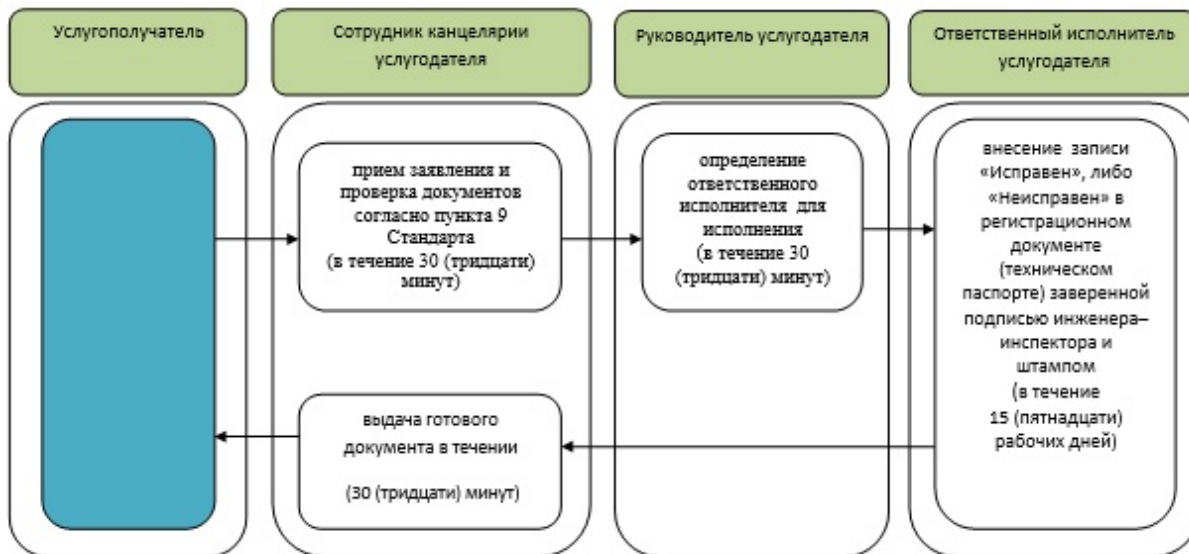 Услугополучатель
Сотрудник канцелярии
услугодателя
Руководитель услугодателя
Ответственный исполнитель
услугодателя
прием заявления и
проверка документов
согласно пункта 9
Стандарта
(в течение 30 (тридцати)
минут)
определение
ответственного
исполнителя для
исполнения
(в течение 30
(тридцати) минут)
внесение записи
«Исправен», либо
«Неисправен» в
регистрационном
документе
(техническом
паспорте) заверенной
подписью инженера–
инспектора и
штампом
(в течение
15 (пятнадцати)
рабочих дней)
выдача готового
документа в течении
(30 (тридцати) минут)